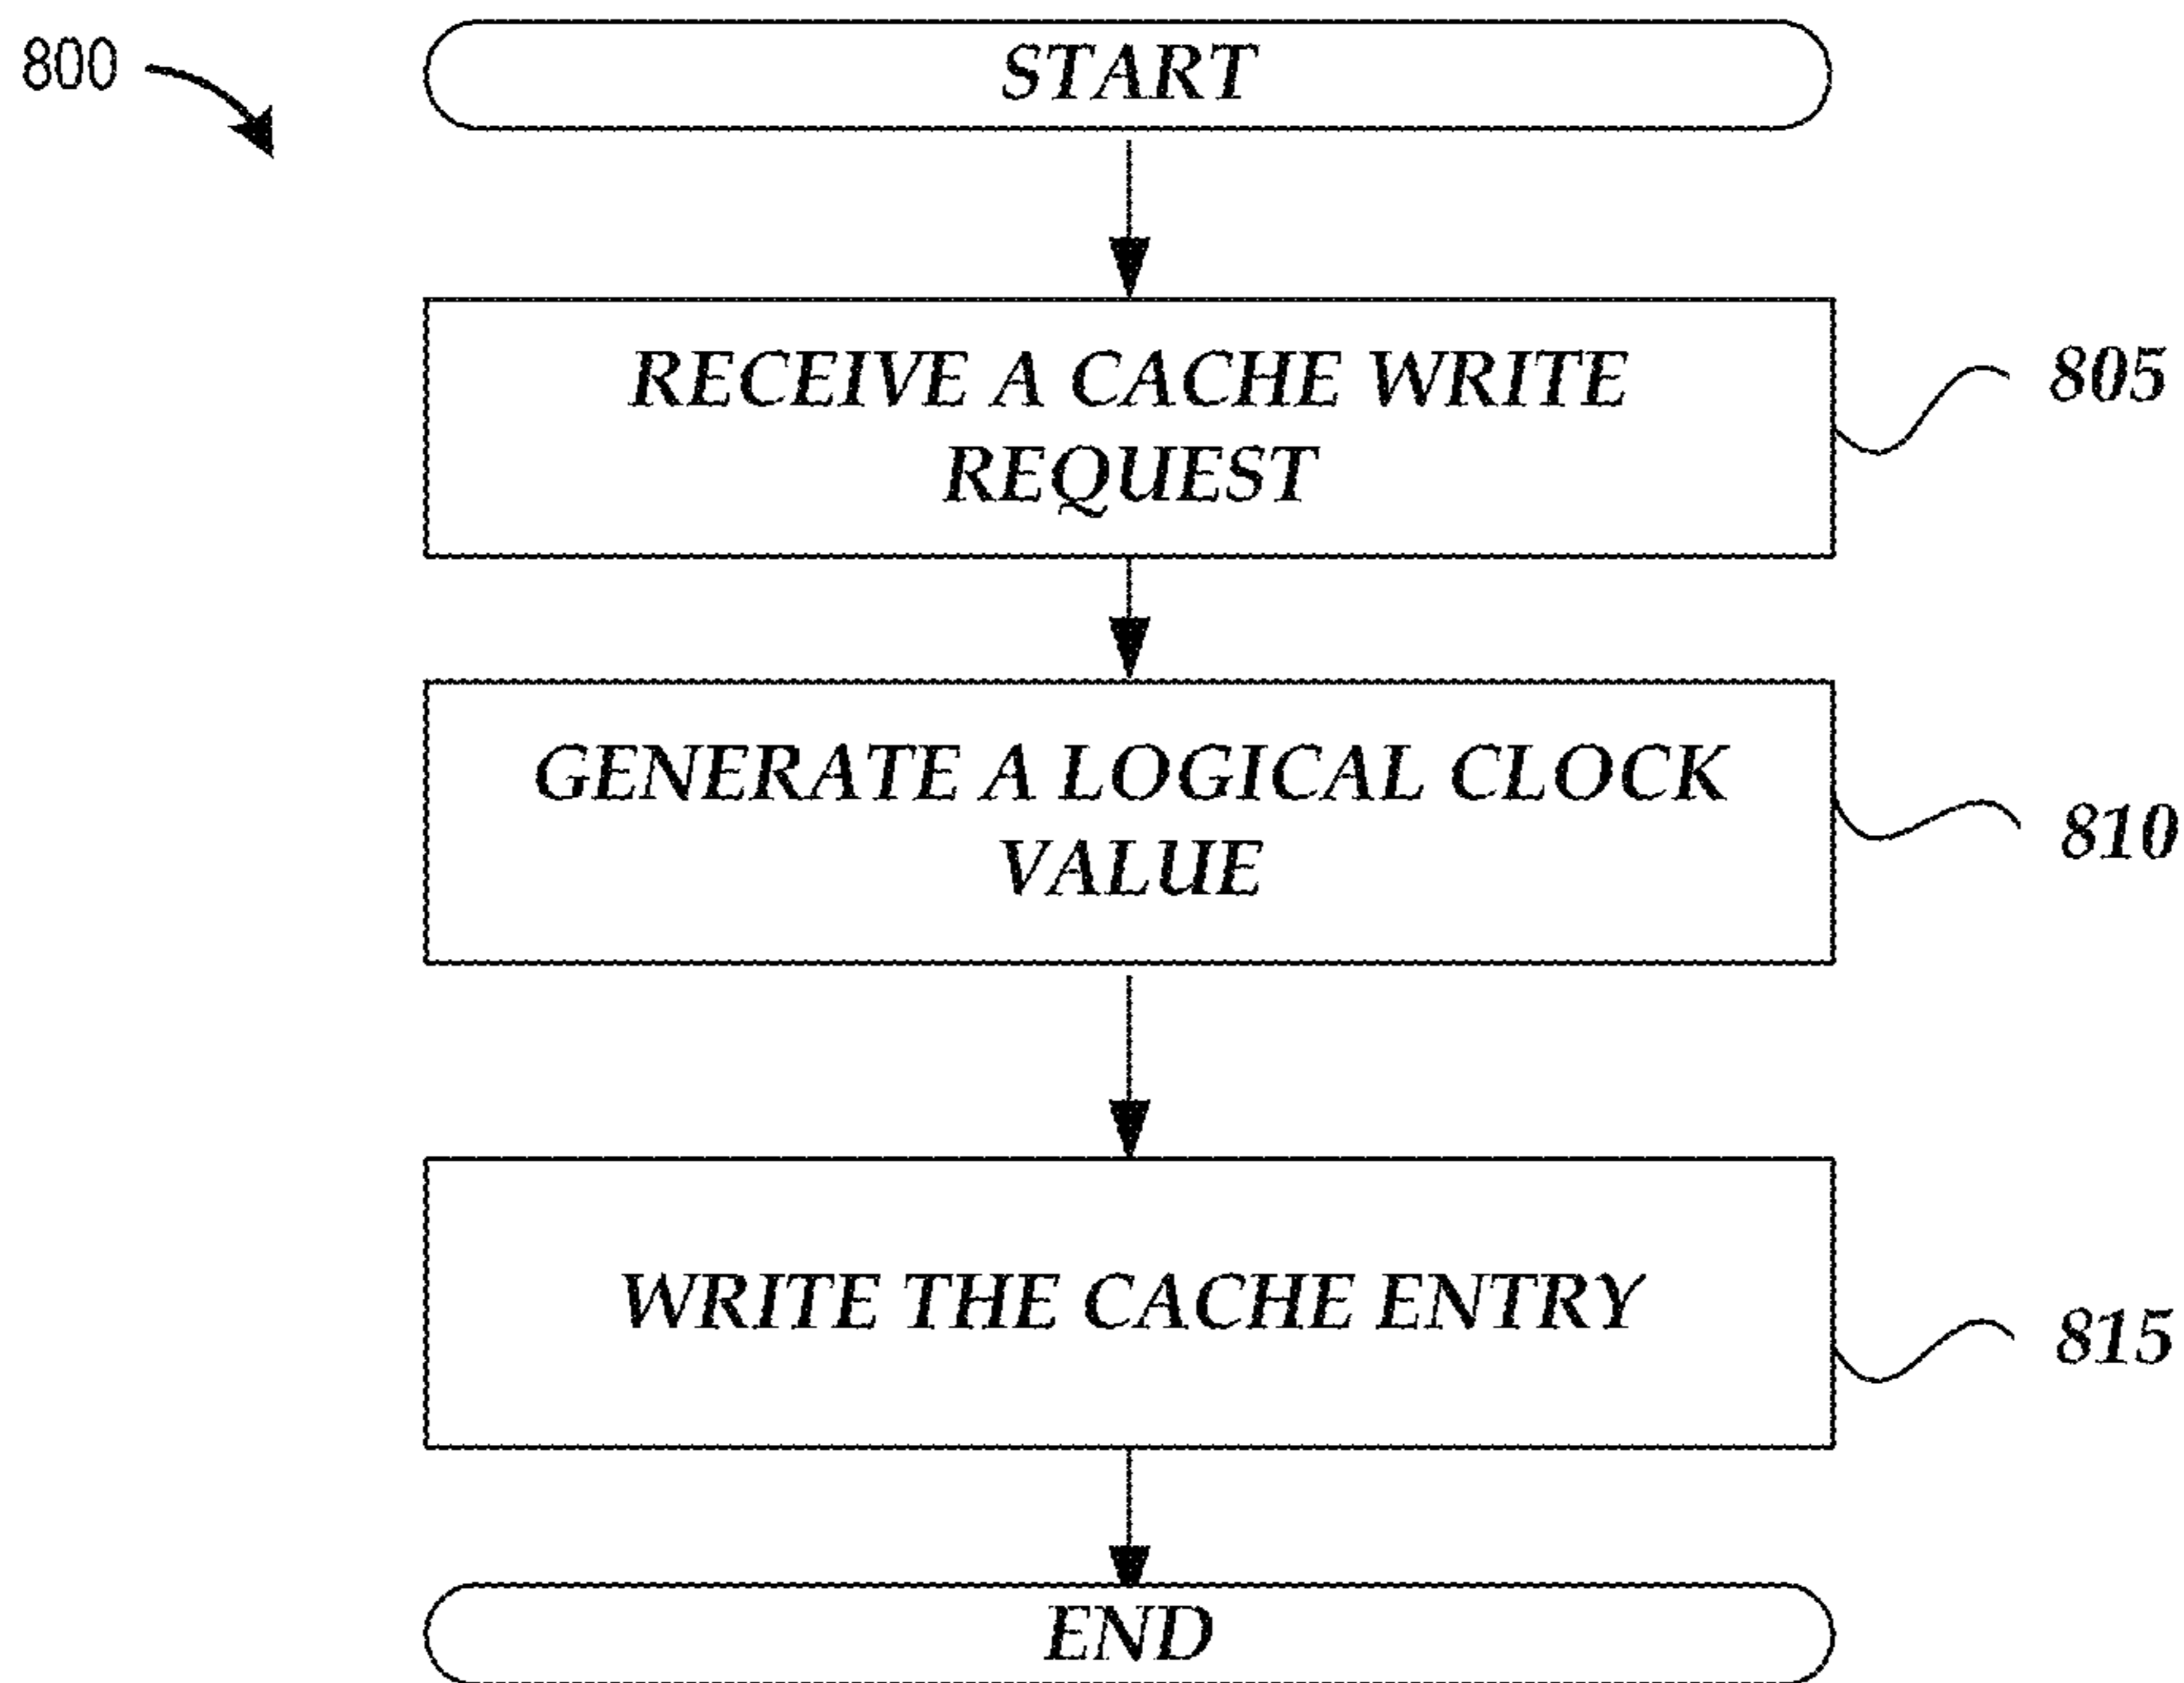 800
START
RECEIVE A CACHE WRITE
REQUEST
805
GENERATE A LOGICAL CLOCK
VALUE
810
WRITE THE CACHE ENTRY
815
END